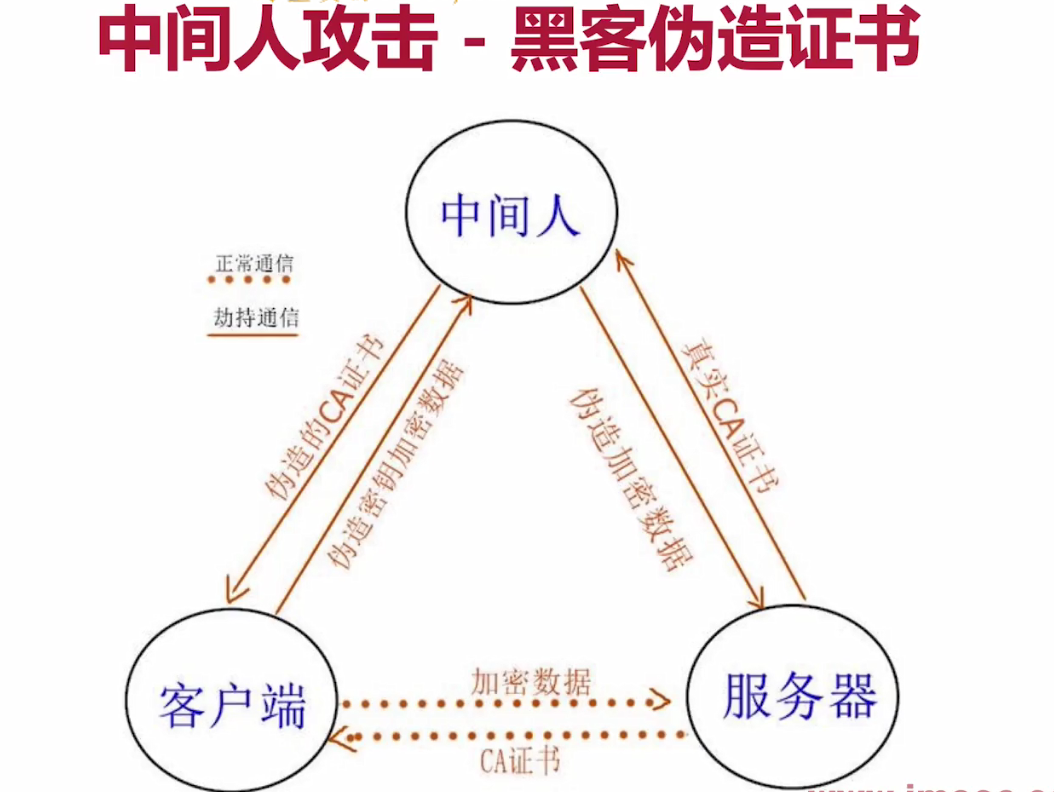 中间人攻击 - 黑客伪造证书
中间人
正常通信
劫持通信
伪造的CA证书
伪造密钥加密数据
伪造加密数据
真实CA证书
客户端
加密数据
CA证书
服务器